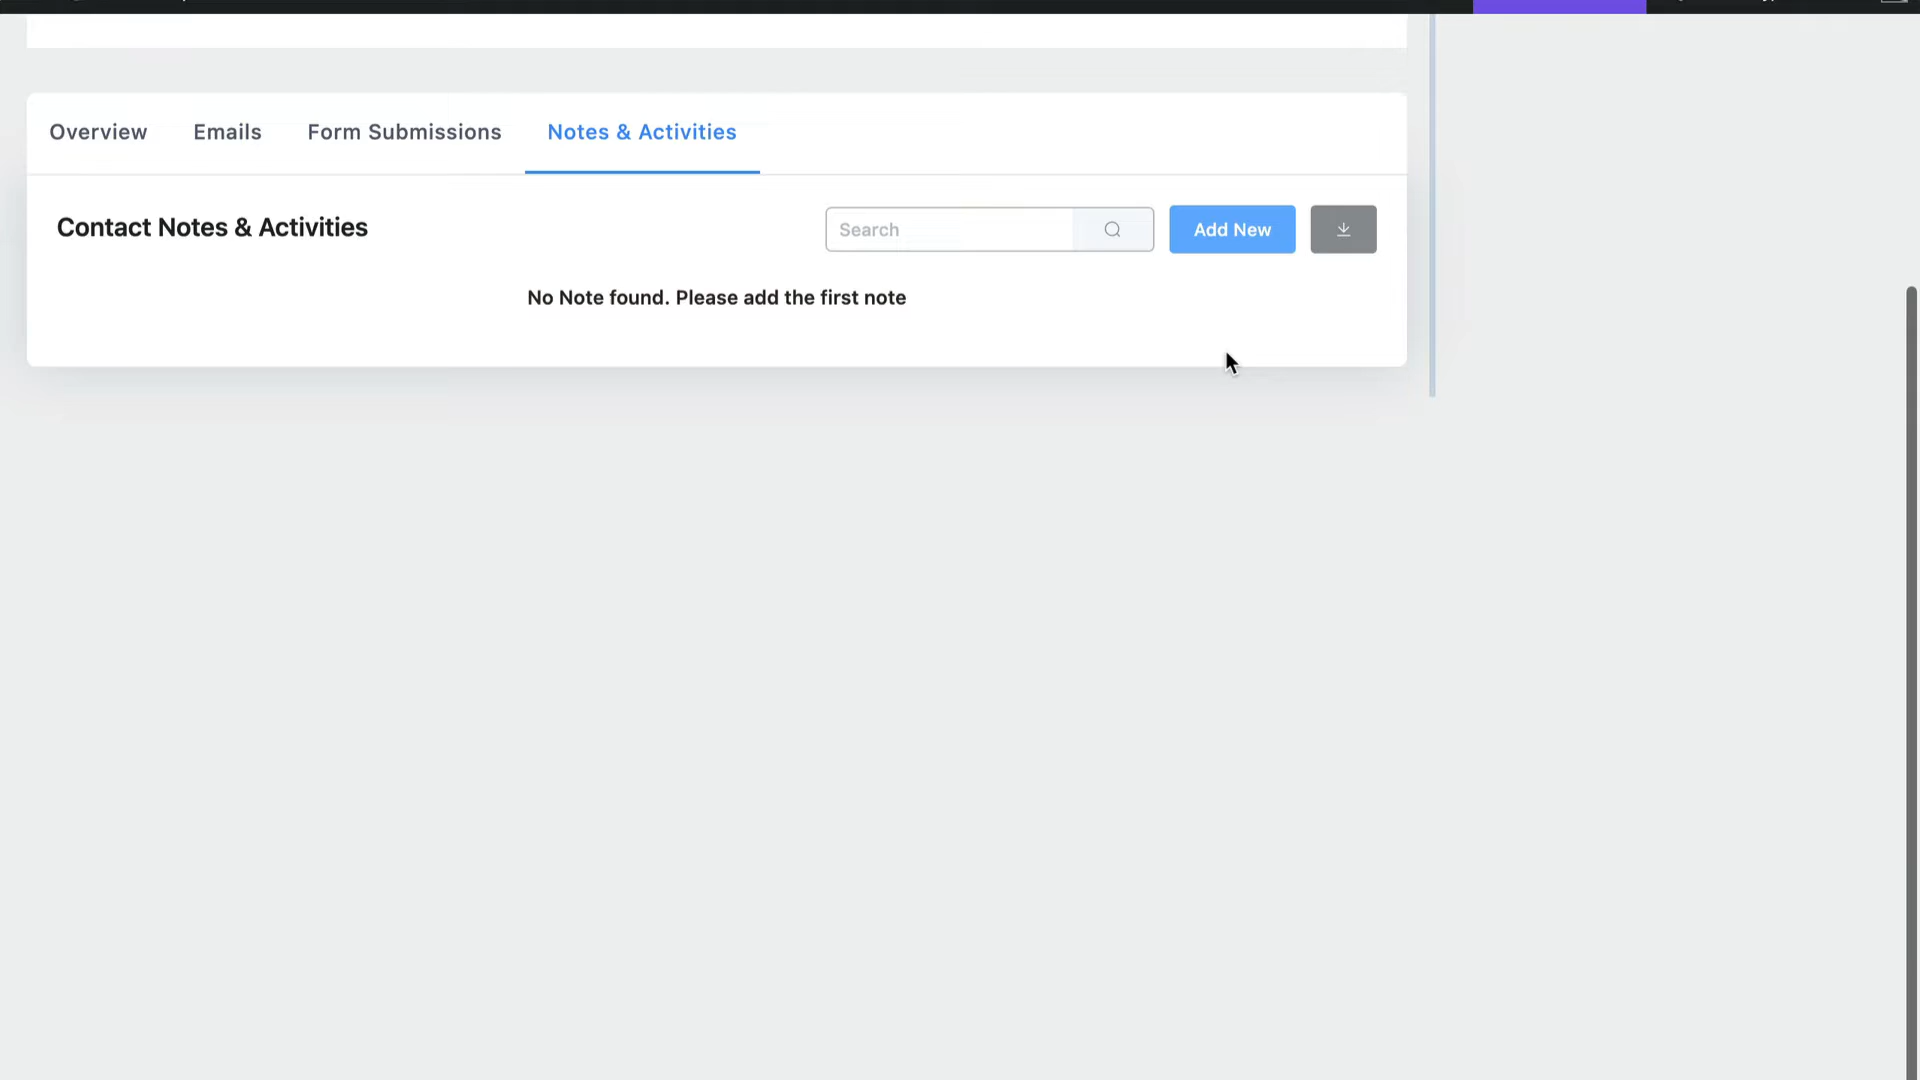 Overview Emails Form Submissions Notes & Activities
Contact Notes & Activities
Search
Add New
No Note found. Please add the first note